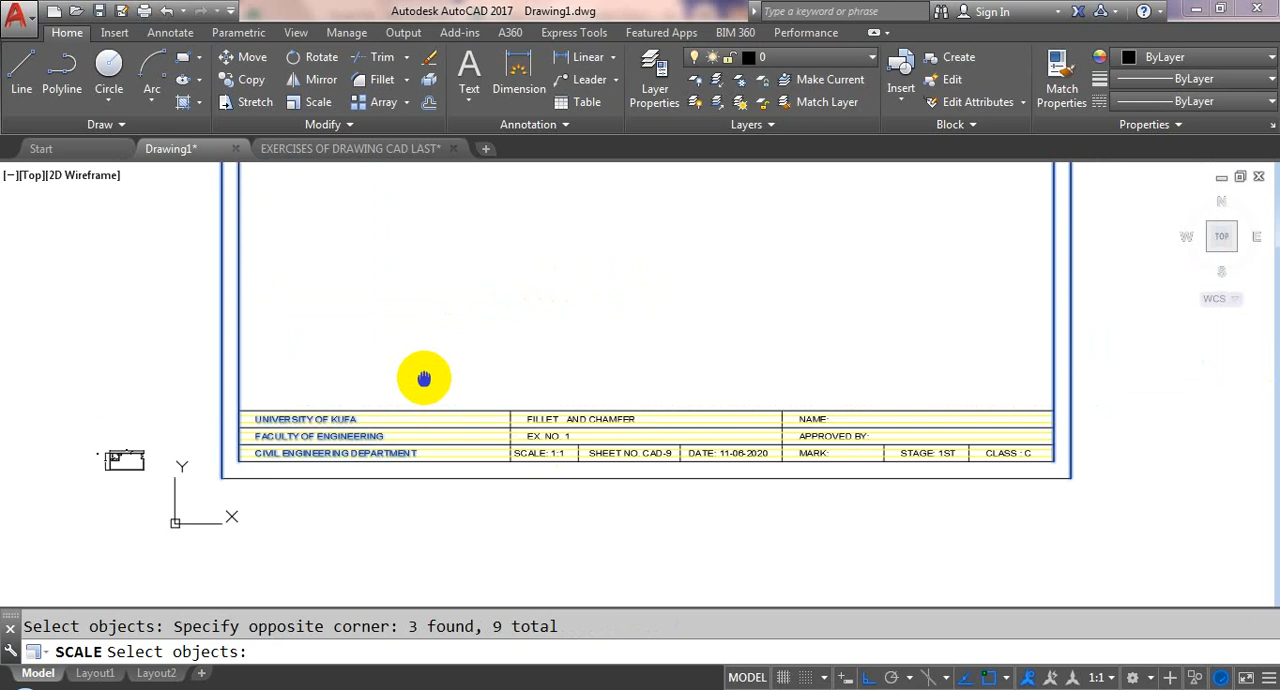 Autodesk AutoCAD 2017 Drawing1.dwg
Type a keyword or phrase
Sign In
Home Insert Annotate Parametric View Manage Output Add-ins A360 Express Tools Featured Apps BIM 360 Performance
Line Polyline Circle Arc
Move Rotate Trim
Copy Mirror Fillet
Stretch Scale Array
Text Dimension
Linear
Leader
Table
Layer Properties
0
Make Current
Match Layer
Insert
Create
Edit
Edit Attributes
Match Properties
ByLayer
ByLayer
ByLayer
Draw Modify Annotation Layers Block Properties
Start Drawing1* EXERCISES OF DRAWING CAD LAST*
[−][Top][2D Wireframe]
N
W TOP E
S
WCS
UNIVERSITY OF KUFA FILLET AND CHAMFER NAME:
FACULTY OF ENGINEERING EX. NO. 1 APPROVED BY:
CIVIL ENGINEERING DEPARTMENT SCALE: 1:1 SHEET NO. CAD-9 DATE: 11-06-2020 MARK: STAGE: 1ST CLASS : C
Y
X
Select objects: Specify opposite corner: 3 found, 9 total
SCALE Select objects:
Model Layout1 Layout2 MODEL 1:1